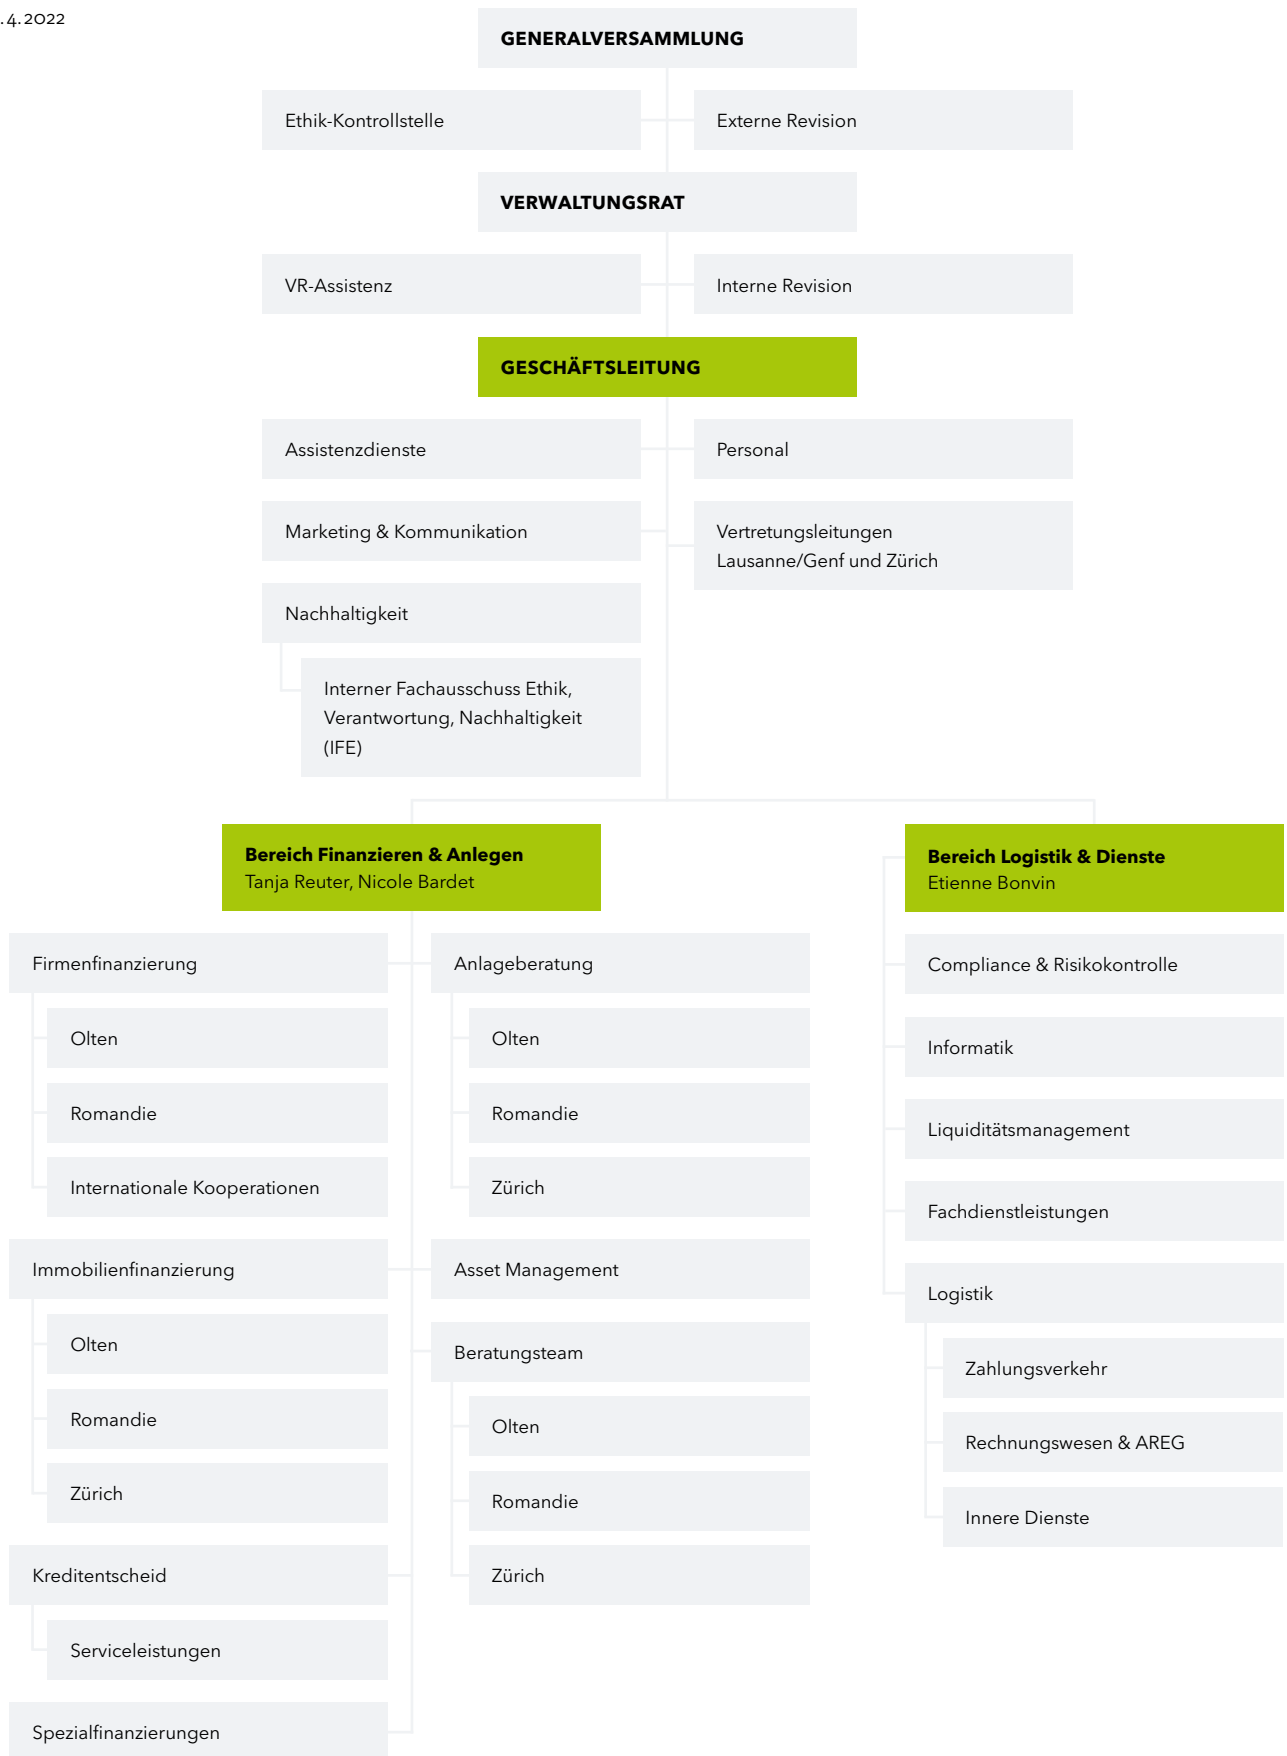 .4.2022
GENERALVERSAMMLUNG
Ethik-Kontrollstelle
Externe Revision
VERWALTUNGSRAT
VR-Assistenz
Interne Revision
GESCHÄFTSLEITUNG
Assistenzdienste
Personal
Marketing & Kommunikation
Vertretungsleitungen
Lausanne/Genf und Zürich
Nachhaltigkeit
Interner Fachausschuss Ethik,
Verantwortung, Nachhaltigkeit
(IFE)
Bereich Finanzieren & Anlegen
Tanja Reuter, Nicole Bardet
Firmenfinanzierung
Olten
Romandie
Internationale Kooperationen
Immobilienfinanzierung
Olten
Romandie
Zürich
Kreditentscheid
Serviceleistungen
Spezialfinanzierungen
Anlageberatung
Olten
Romandie
Zürich
Asset Management
Beratungsteam
Olten
Romandie
Zürich
Bereich Logistik & Dienste
Etienne Bonvin
Compliance & Risikokontrolle
Informatik
Liquiditätsmanagement
Fachdienstleistungen
Logistik
Zahlungsverkehr
Rechnungswesen & AREG
Innere Dienste